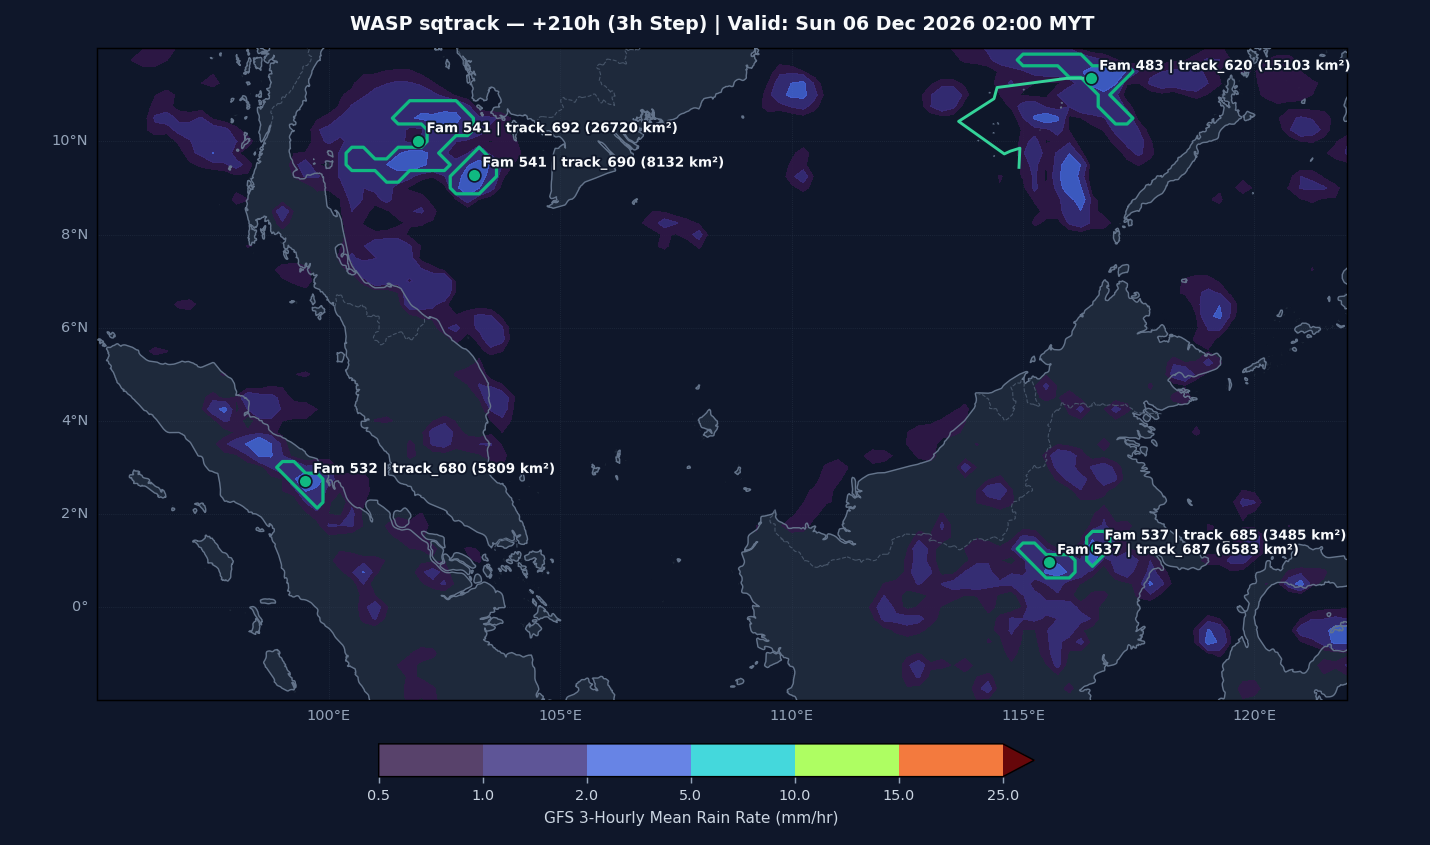 WASP sqtrack — +210h (3h Step) | Valid: Sun 06 Dec 2026 02:00 MYT
Fam 483 | track_620 (15103 km²)
Fam 541 | track_692 (26720 km²)
10°N
Fam 541 | track_690 (8132 km²)
8°N
6°N
4°N
Fam 532 | track_680 (5809 km²)
2°N
Fam 537 | track_685 (3485 km²)
Fam 537 | track_687 (6583 km²)
0°
100°E 105°E 110°E 115°E 120°E
0.5 1.0 2.0 5.0 10.0 15.0 25.0
GFS 3-Hourly Mean Rain Rate (mm/hr)